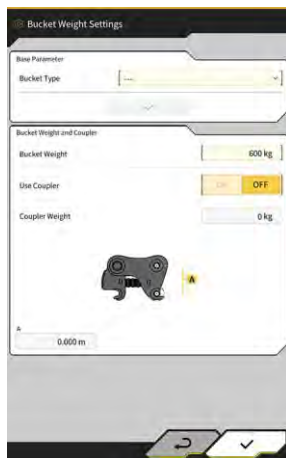 Bucket Weight Settings
Base Parameter
Bucket Type [ --- ]
Bucket Weight and Coupler
Bucket Weight [ 600 kg ]
Use Coupler [ ON OFF ]
Coupler Weight 0 kg
A
A
0.000 m